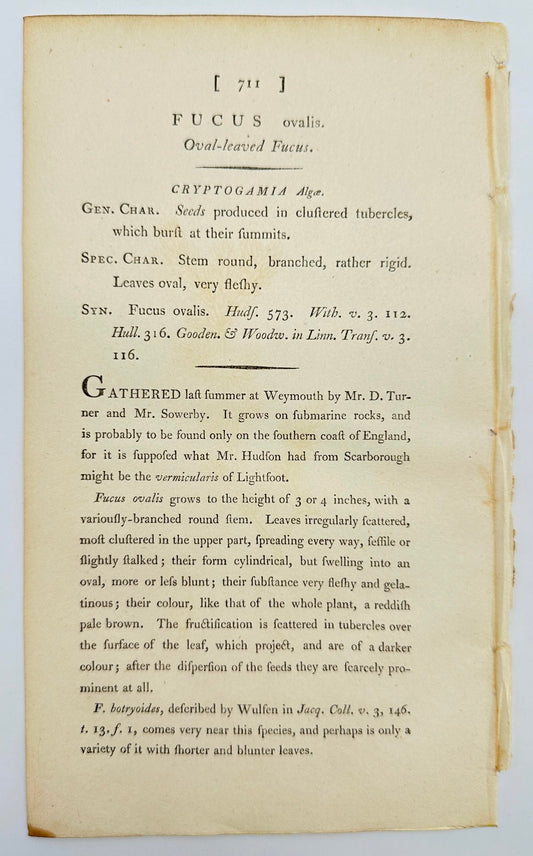 [ 711 ]
FUCUS ovalis.
Oval-leaved Fucus.
CRYPTOGAMIA Algæ.
GEN. CHAR. Seeds produced in cluſtered tubercles,
which burſt at their ſummits.
SPEC. CHAR. Stem round, branched, rather rigid.
Leaves oval, very fleſhy.
SYN. Fucus ovalis. Hudſ. 573. With. v. 3. 112.
Hull. 316. Gooden. & Woodw. in Linn. Tranſ. v. 3.
116.
GATHERED laſt ſummer at Weymouth by Mr. D. Tur-
ner and Mr. Sowerby. It grows on ſubmarine rocks, and
is probably to be found only on the ſouthern coaſt of England,
for it is ſuppoſed what Mr. Hudſon had from Scarborough
might be the vermicularis of Lightfoot.
Fucus ovalis grows to the height of 3 or 4 inches, with a
variouſly-branched round ſtem. Leaves irregularly ſcattered,
moſt cluſtered in the upper part, ſpreading every way, ſeſſile or
ſlightly ſtalked; their form cylindrical, but ſwelling into an
oval, more or leſs blunt; their ſubſtance very fleſhy and gela-
tinous; their colour, like that of the whole plant, a reddiſh
pale brown. The fructification is ſcattered in tubercles over
the ſurface of the leaf, which project, and are of a darker
colour; after the diſperſion of the ſeeds they are ſcarcely pro-
minent at all.
F. botryoides, deſcribed by Wulfen in Jacq. Coll. v. 3, 146.
t. 13. f. 1, comes very near this ſpecies, and perhaps is only a
variety of it with ſhorter and blunter leaves.